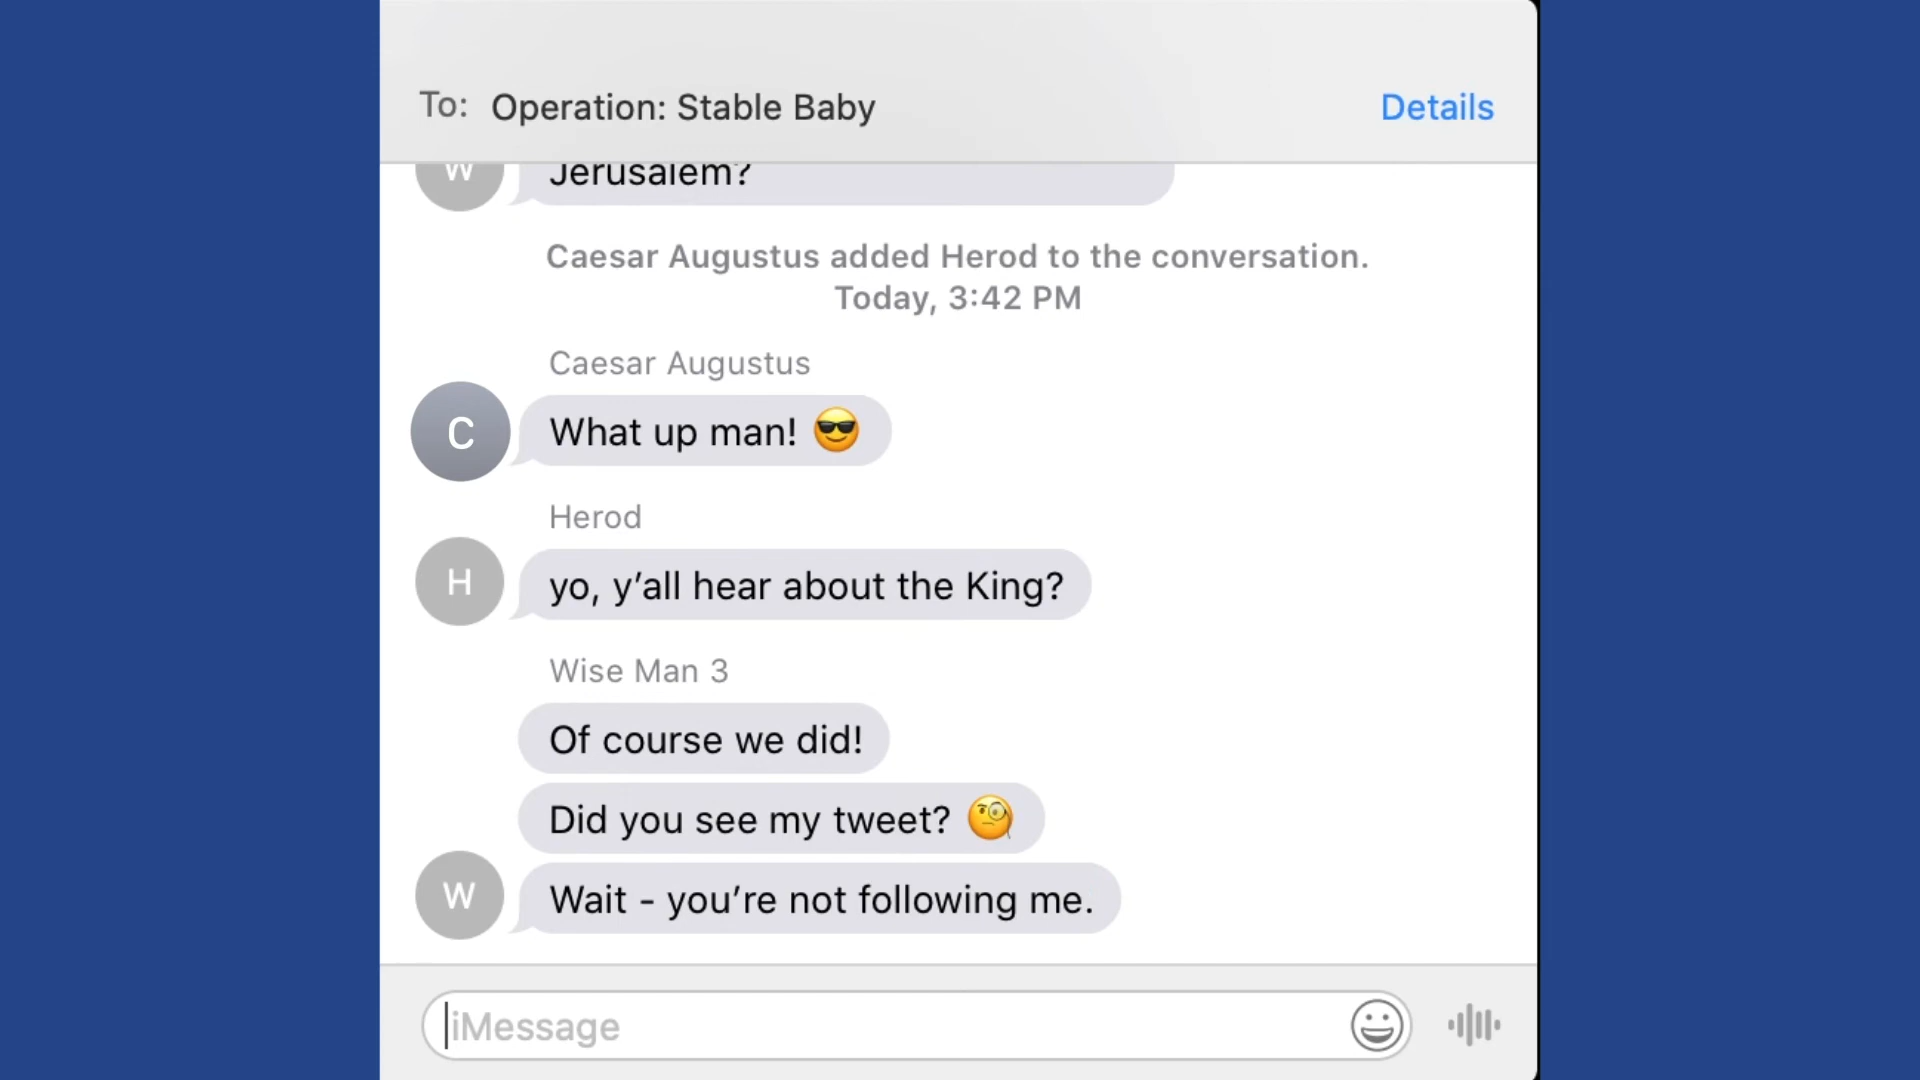 To: Operation: Stable Baby Details
W Jerusalem?
Caesar Augustus added Herod to the conversation.
Today, 3:42 PM
Caesar Augustus
C What up man! 😎
Herod
H yo, y’all hear about the King?
Wise Man 3
Of course we did!
Did you see my tweet? 🧐
W Wait - you’re not following me.
iMessage